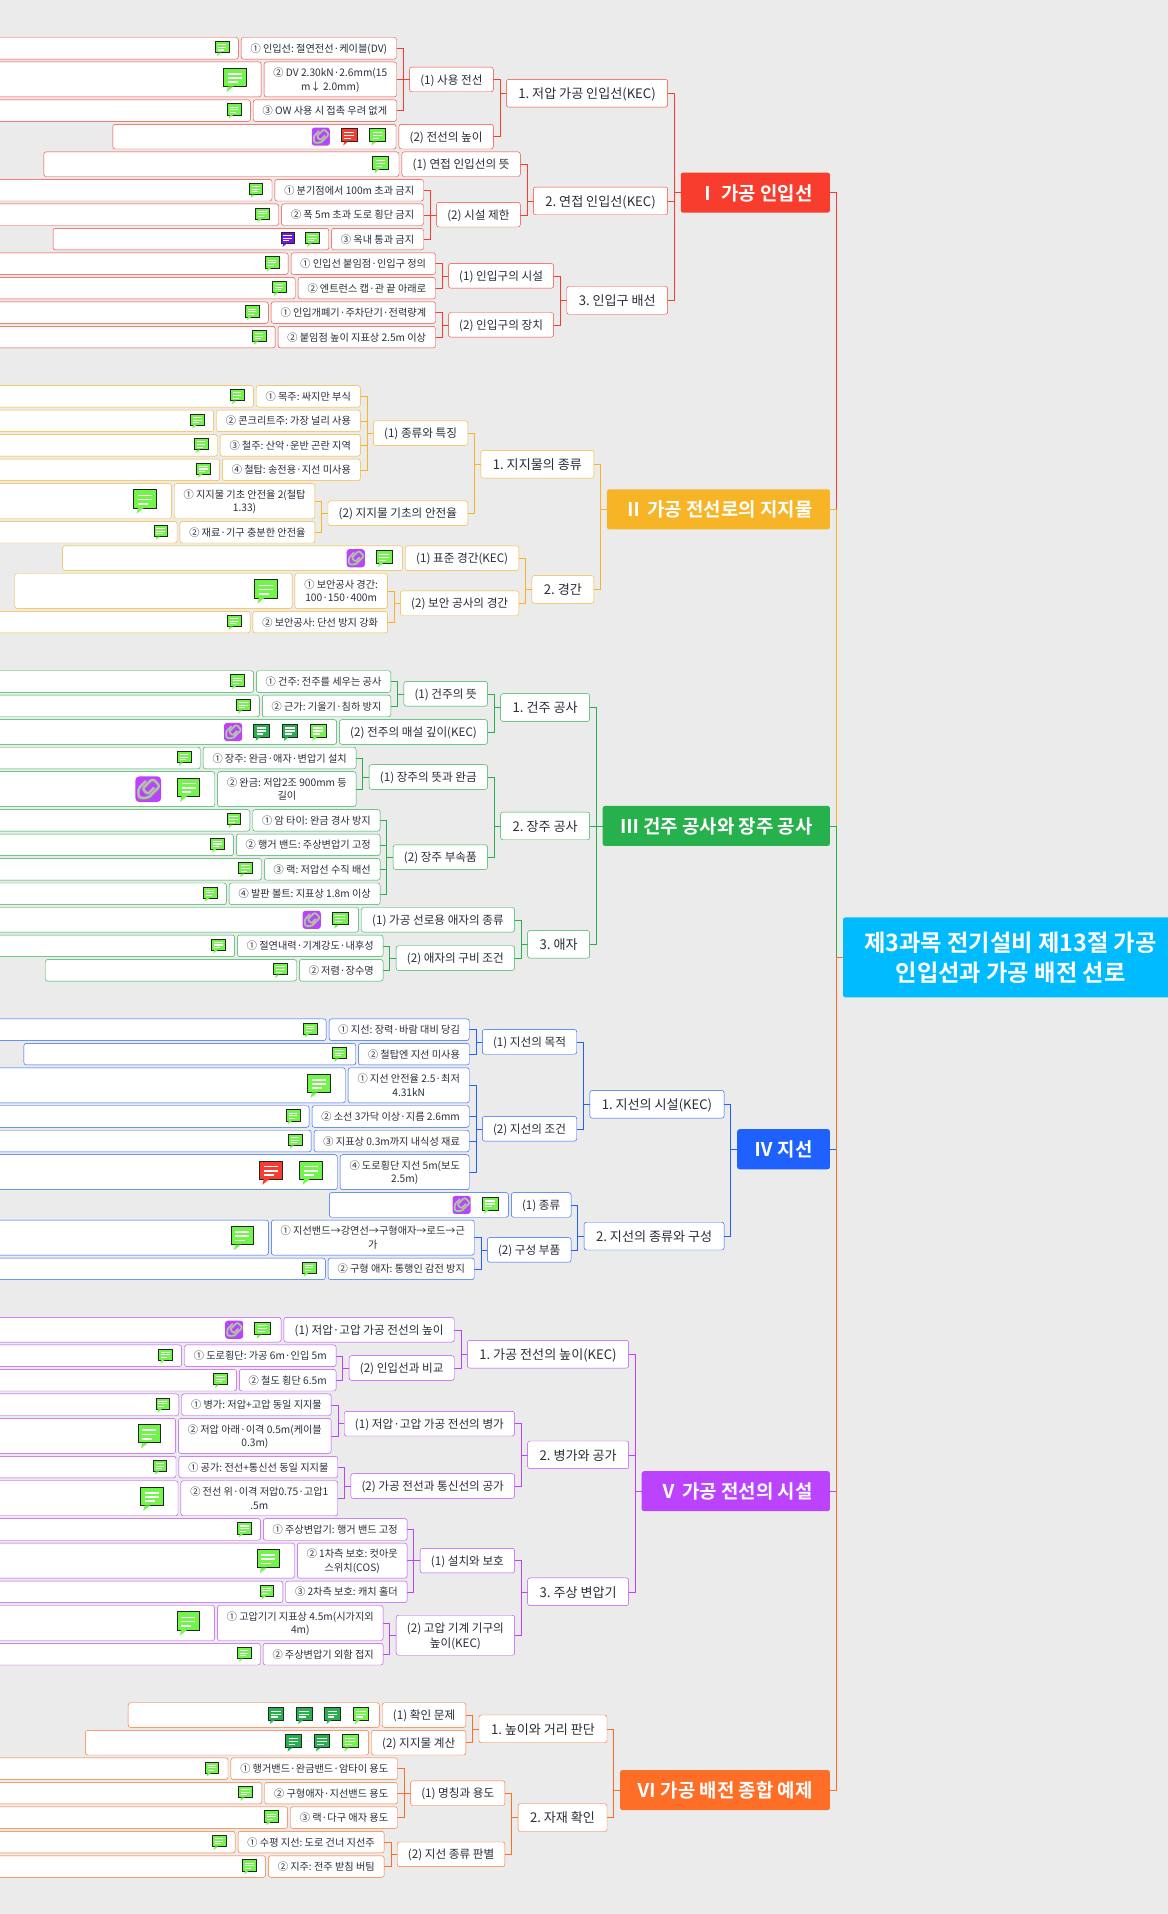 제3과목 전기설비 제13절 가공
인입선과 가공 배전 선로
Ⅰ 가공 인입선
1. 저압 가공 인입선(KEC)
(1) 사용 전선
① 인입선: 절연전선·케이블(DV)
② DV 2.30kN·2.6mm(15
m↓ 2.0mm)
③ OW 사용 시 접촉 우려 없게
(2) 전선의 높이
2. 연접 인입선(KEC)
(1) 연접 인입선의 뜻
(2) 시설 제한
① 분기점에서 100m 초과 금지
② 폭 5m 초과 도로 횡단 금지
③ 옥내 통과 금지
3. 인입구 배선
(1) 인입구의 시설
① 인입선 붙임점·인입구 정의
② 엔트런스 캡·관 끝 아래로
(2) 인입구의 장치
① 인입개폐기·주차단기·전력량계
② 붙임점 높이 지표상 2.5m 이상
Ⅱ 가공 전선로의 지지물
1. 지지물의 종류
(1) 종류와 특징
① 목주: 싸지만 부식
② 콘크리트주: 가장 널리 사용
③ 철주: 산악·운반 곤란 지역
④ 철탑: 송전용·지선 미사용
(2) 지지물 기초의 안전율
① 지지물 기초 안전율 2(철탑
1.33)
② 재료·기구 충분한 안전율
2. 경간
(1) 표준 경간(KEC)
(2) 보안 공사의 경간
① 보안공사 경간:
100·150·400m
② 보안공사: 단선 방지 강화
Ⅲ 건주 공사와 장주 공사
1. 건주 공사
(1) 건주의 뜻
① 건주: 전주를 세우는 공사
② 근가: 기울기·침하 방지
(2) 전주의 매설 깊이(KEC)
2. 장주 공사
(1) 장주의 뜻과 완금
① 장주: 완금·애자·변압기 설치
② 완금: 저압2조 900mm 등
길이
(2) 장주 부속품
① 암 타이: 완금 경사 방지
② 행거 밴드: 주상변압기 고정
③ 랙: 저압선 수직 배선
④ 발판 볼트: 지표상 1.8m 이상
3. 애자
(1) 가공 선로용 애자의 종류
(2) 애자의 구비 조건
① 절연내력·기계강도·내후성
② 저렴·장수명
Ⅳ 지선
1. 지선의 시설(KEC)
(1) 지선의 목적
① 지선: 장력·바람 대비 당김
② 철탑엔 지선 미사용
(2) 지선의 조건
① 지선 안전율 2.5·최저
4.31kN
② 소선 3가닥 이상·지름 2.6mm
③ 지표상 0.3m까지 내식성 재료
④ 도로횡단 지선 5m(보도
2.5m)
2. 지선의 종류와 구성
(1) 종류
(2) 구성 부품
① 지선밴드→강연선→구형애자→로드→근
가
② 구형 애자: 통행인 감전 방지
Ⅴ 가공 전선의 시설
1. 가공 전선의 높이(KEC)
(1) 저압·고압 가공 전선의 높이
(2) 인입선과 비교
① 도로횡단: 가공 6m·인입 5m
② 철도 횡단 6.5m
2. 병가와 공가
(1) 저압·고압 가공 전선의 병가
① 병가: 저압+고압 동일 지지물
② 저압 아래·이격 0.5m(케이블
0.3m)
(2) 가공 전선과 통신선의 공가
① 공가: 전선+통신선 동일 지지물
② 전선 위·이격 저압0.75·고압1
.5m
3. 주상 변압기
(1) 설치와 보호
① 주상변압기: 행거 밴드 고정
② 1차측 보호: 컷아웃
스위치(COS)
③ 2차측 보호: 캐치 홀더
(2) 고압 기계 기구의
높이(KEC)
① 고압기기 지표상 4.5m(시가지외
4m)
② 주상변압기 외함 접지
Ⅵ 가공 배전 종합 예제
1. 높이와 거리 판단
(1) 확인 문제
(2) 지지물 계산
2. 자재 확인
(1) 명칭과 용도
① 행거밴드·완금밴드·암타이 용도
② 구형애자·지선밴드 용도
③ 랙·다구 애자 용도
(2) 지선 종류 판별
① 수평 지선: 도로 건너 지선주
② 지주: 전주 받침 버팀